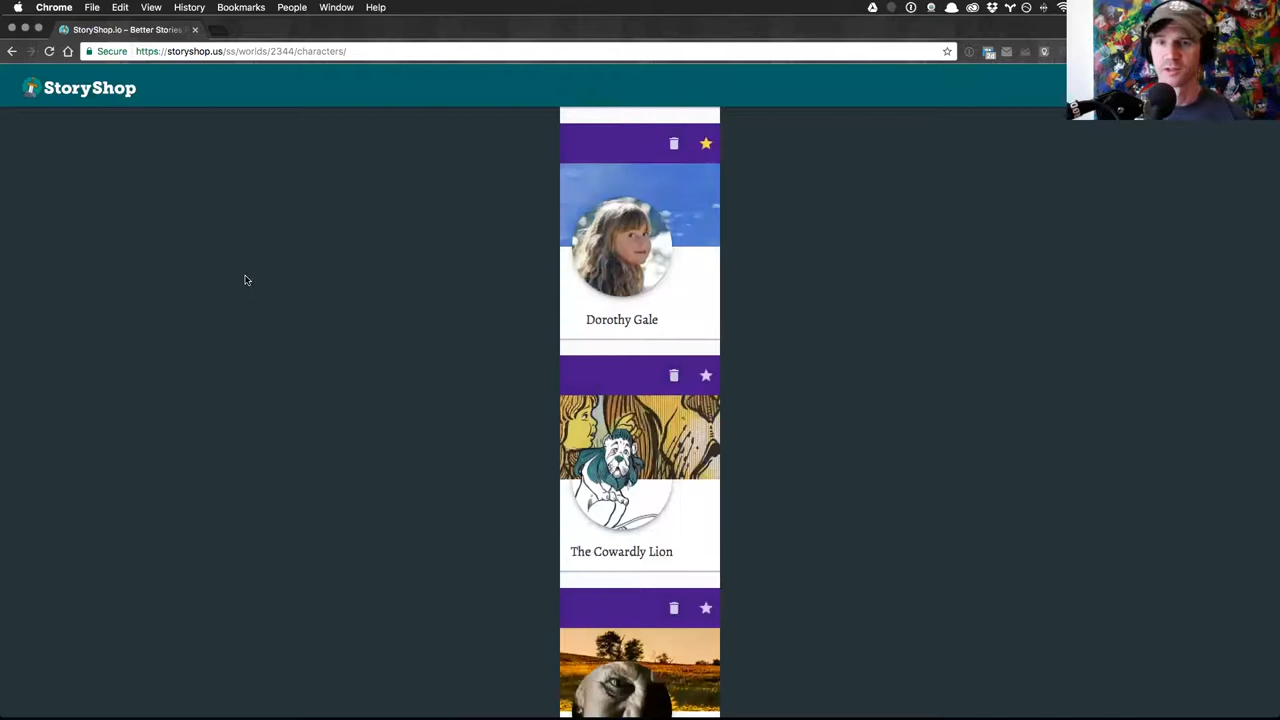 Chrome File Edit View History Bookmarks People Window Help
StoryShop.io – Better Stories
Secure https://storyshop.us/ss/worlds/2344/characters/
StoryShop
Dorothy Gale
The Cowardly Lion